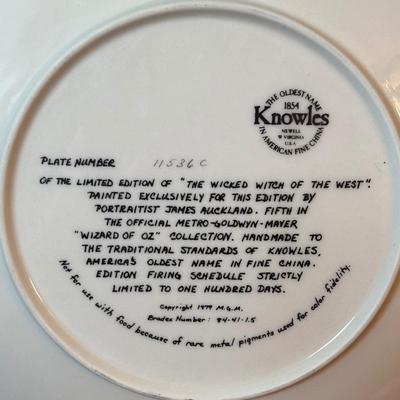 THE OLDEST NAME
1854
Knowles
NEWELL
W VIRGINIA
U.S.A
IN AMERICAN FINE CHINA
PLATE NUMBER 11536 C
OF THE LIMITED EDITION OF "THE WICKED WITCH OF THE WEST".
PAINTED EXCLUSIVELY FOR THIS EDITION BY
PORTRAITIST JAMES AUCKLAND. FIFTH IN
THE OFFICIAL METRO-GOLDWYN-MAYER
"WIZARD OF OZ" COLLECTION. HANDMADE TO
THE TRADITIONAL STANDARDS OF KNOWLES,
AMERICA'S OLDEST NAME IN FINE CHINA.
EDITION FIRING SCHEDULE STRICTLY
LIMITED TO ONE HUNDRED DAYS.
Copyright 1979 M.G.M.
Bradex Number: 84-41-1.5
Not for use with food because of rare metal pigments used for color fidelity.